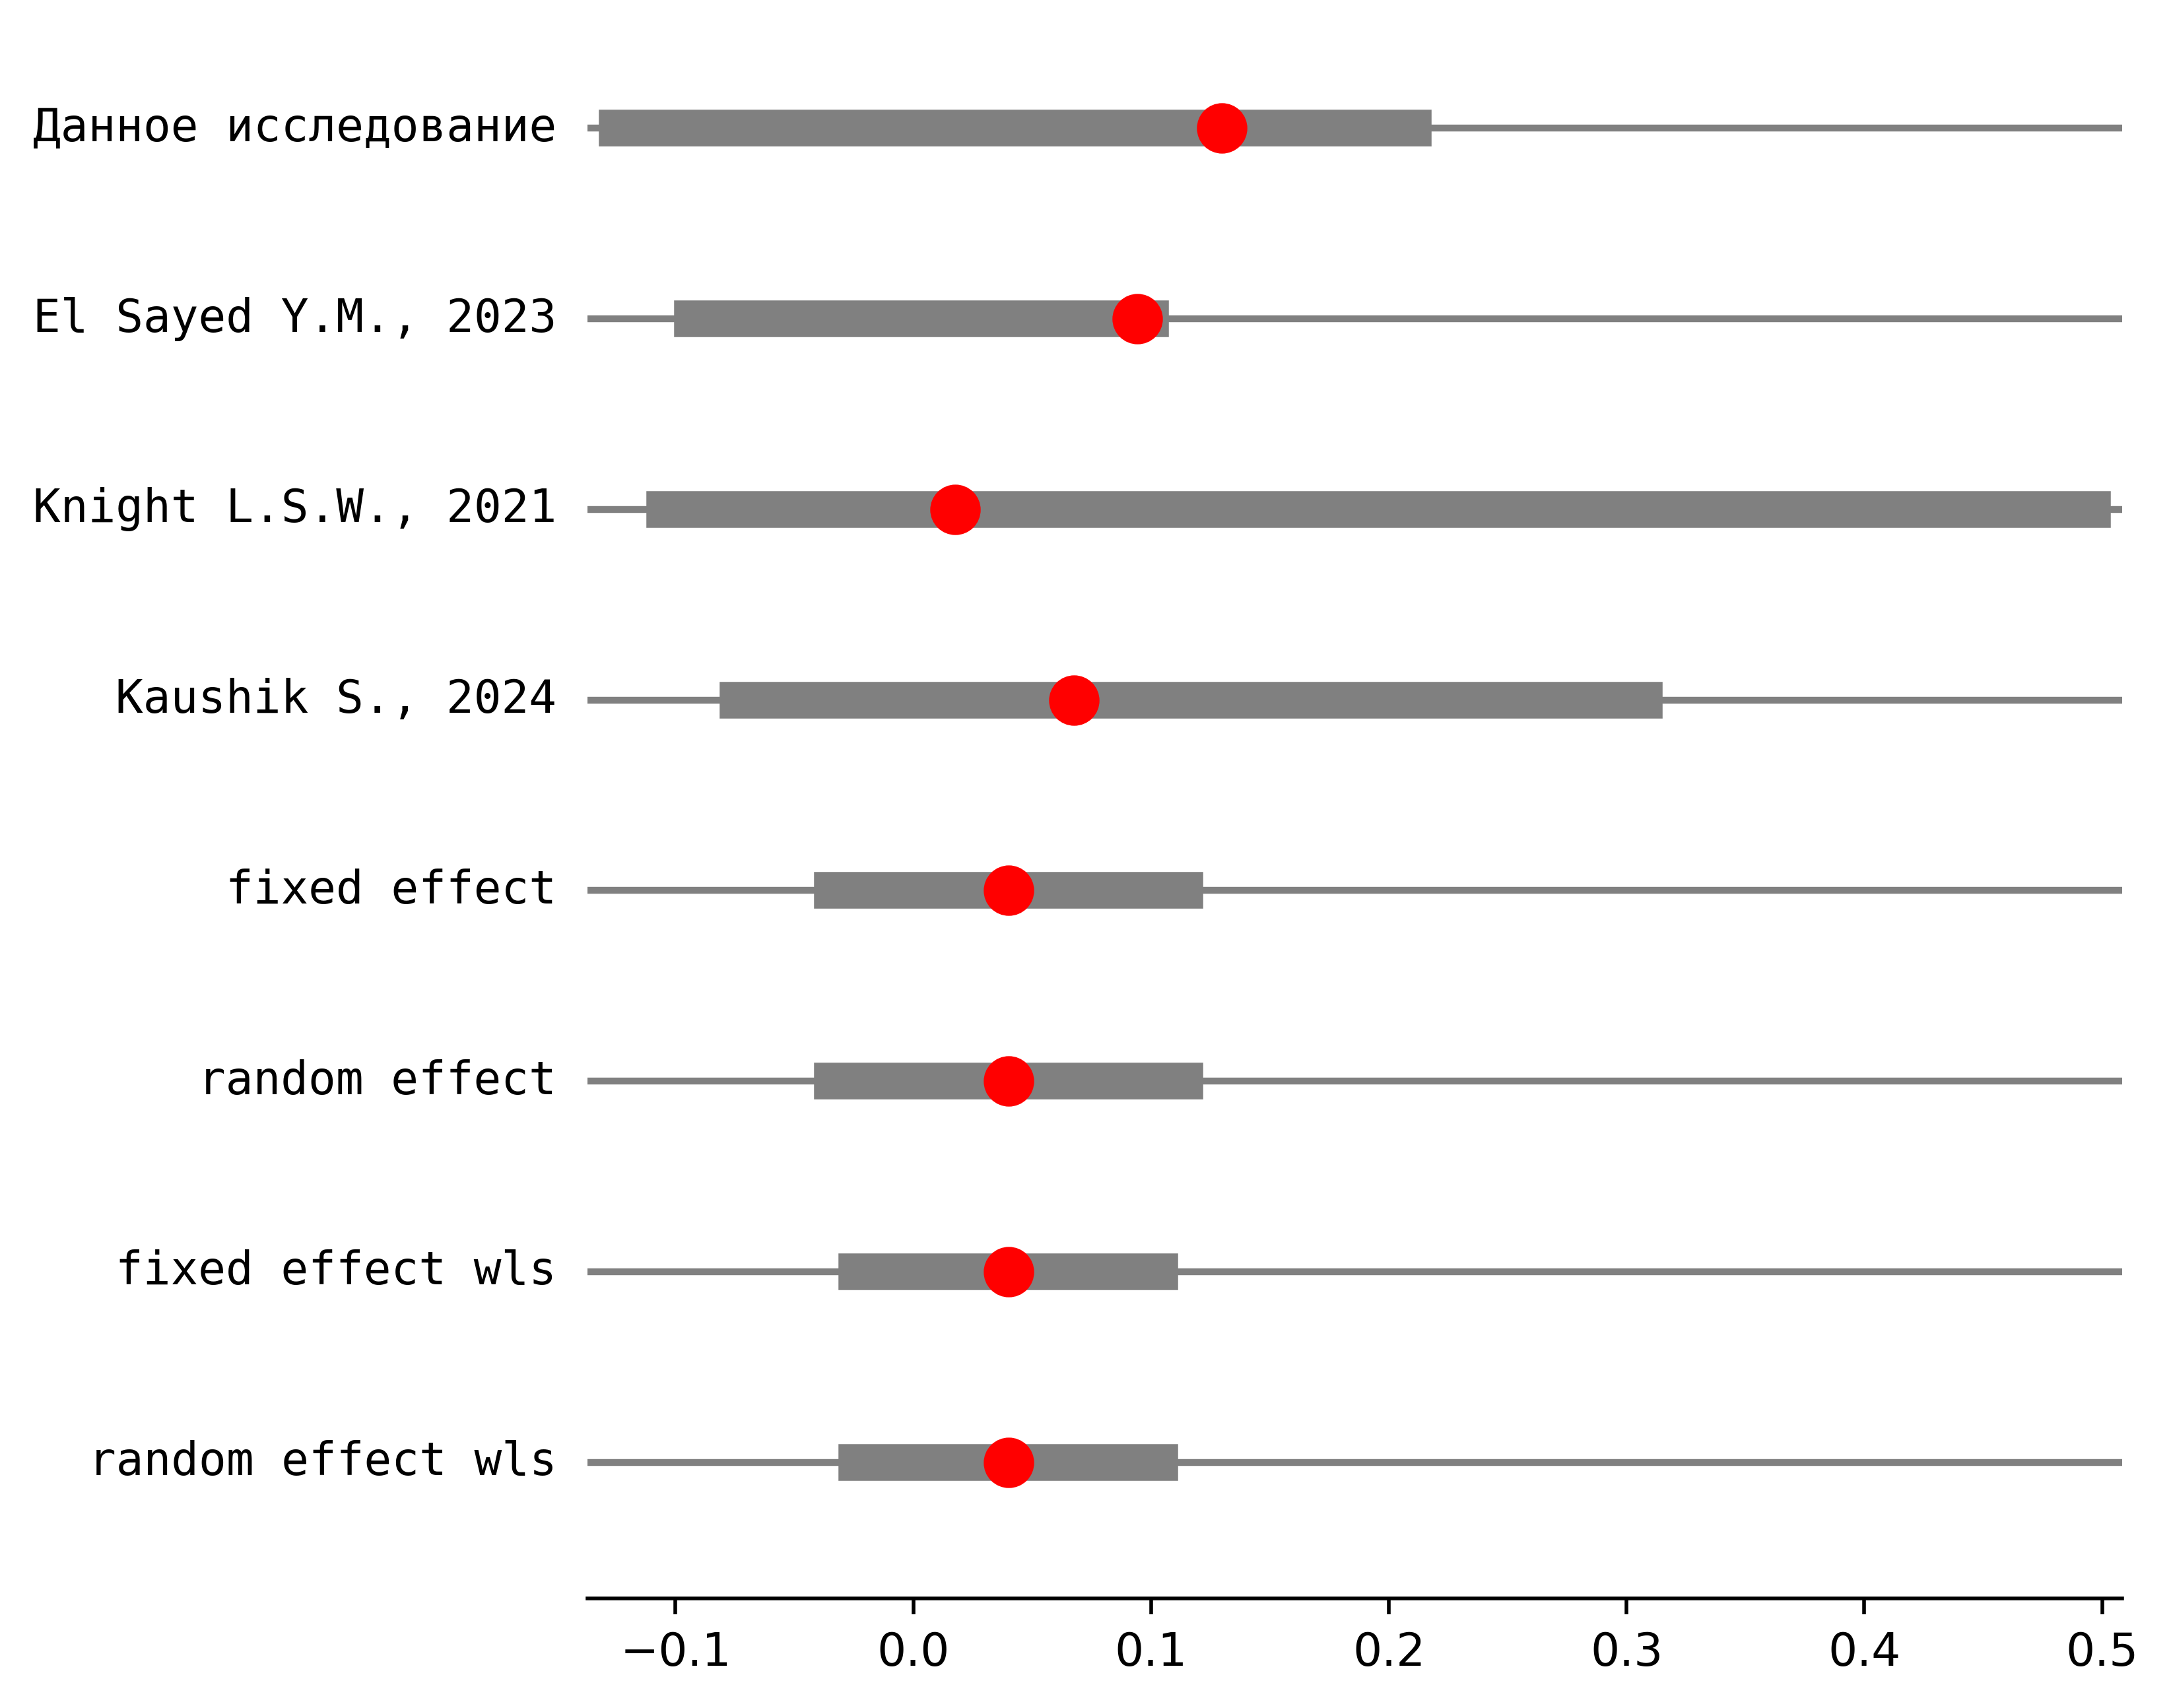 Данное исследование
El Sayed Y.M., 2023
Knight L.S.W., 2021
Kaushik S., 2024
fixed effect
random effect
fixed effect wls
random effect wls
−0.1 0.0 0.1 0.2 0.3 0.4 0.5